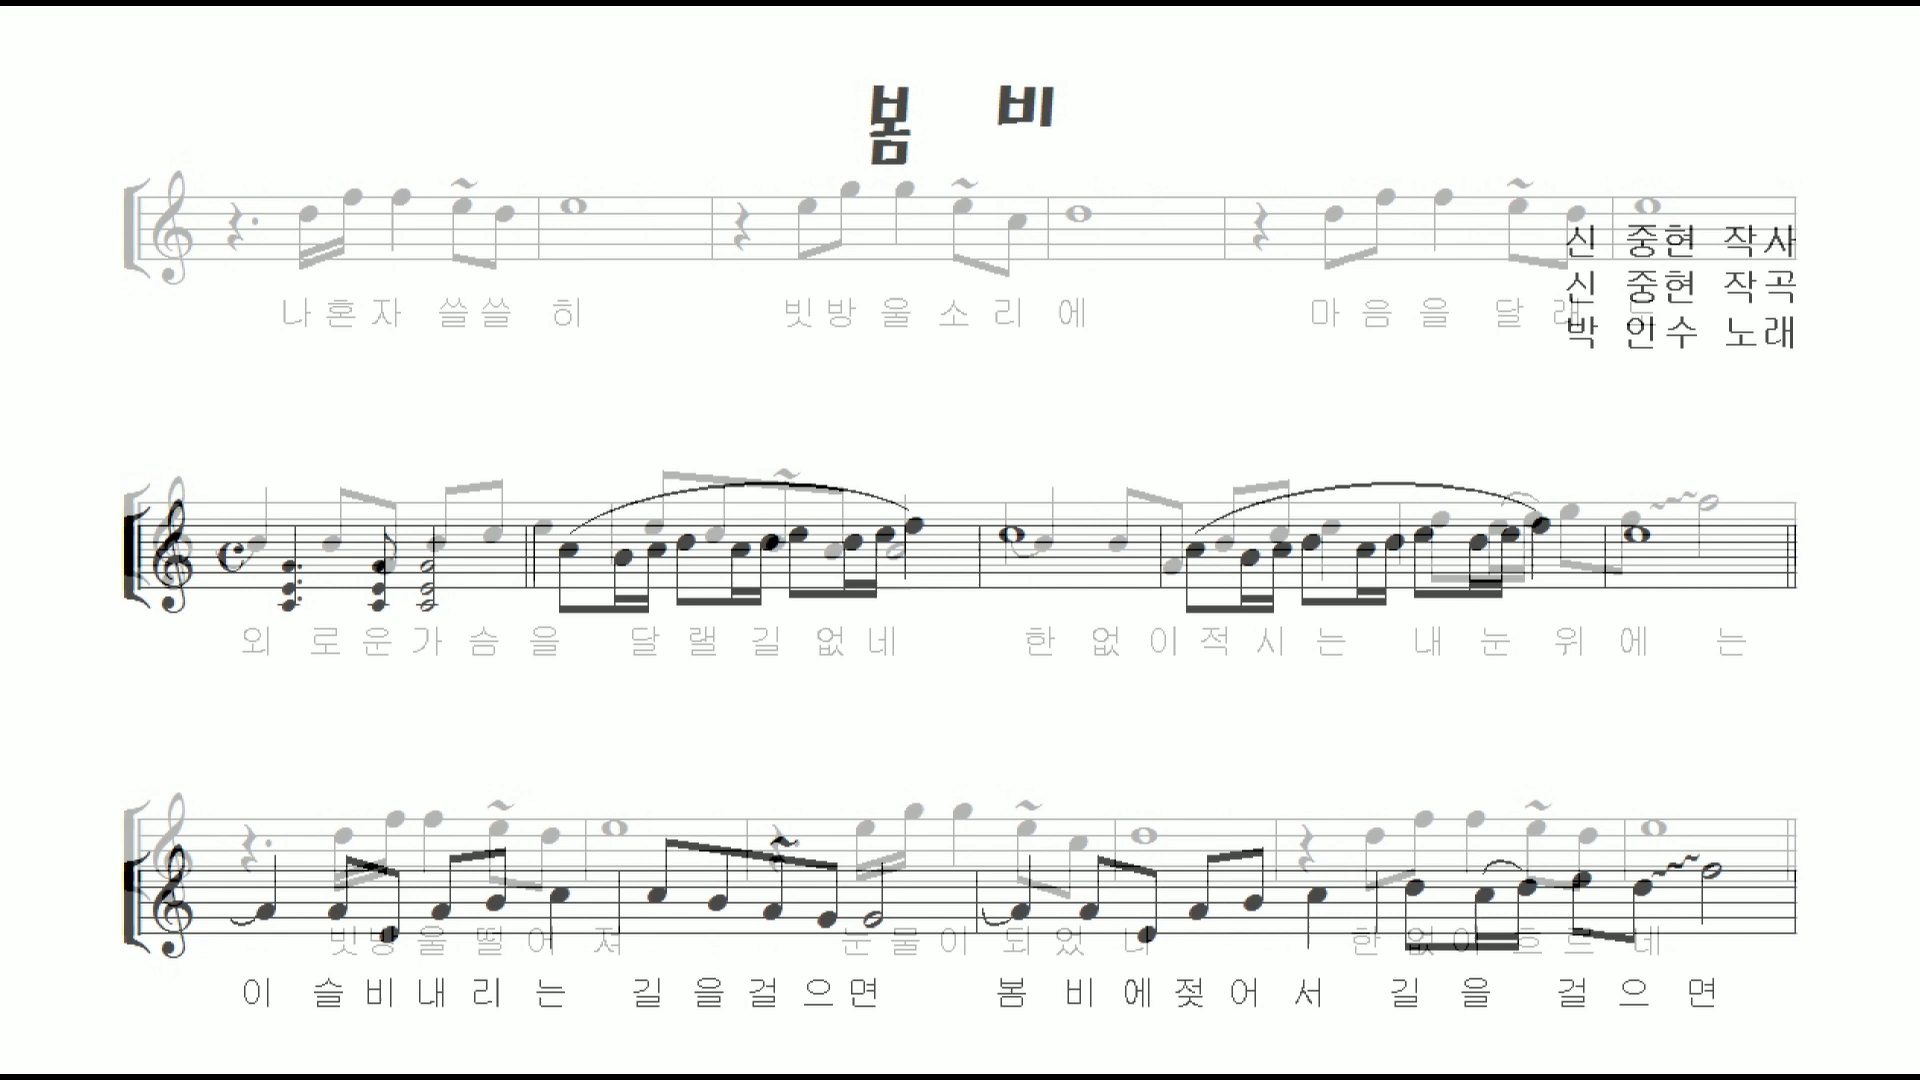 봄 비
신 중현 작사
신 중현 작곡
박 인수 노래
나혼자 쓸쓸 히 빗방 울 소 리 에 마 음 을 달 래
외 로운가 슴 을 달 랠 길 없네 한 없 이적 시 는 내 눈 위 에 는
빗방 울 떨 어 져 눈 물 이 되 었 네 한 없 이 흐 르 네
이 슬 비 내 리 는 길 을걸 으면 봄 비 에젖 어 서 길 을 걸 으 면